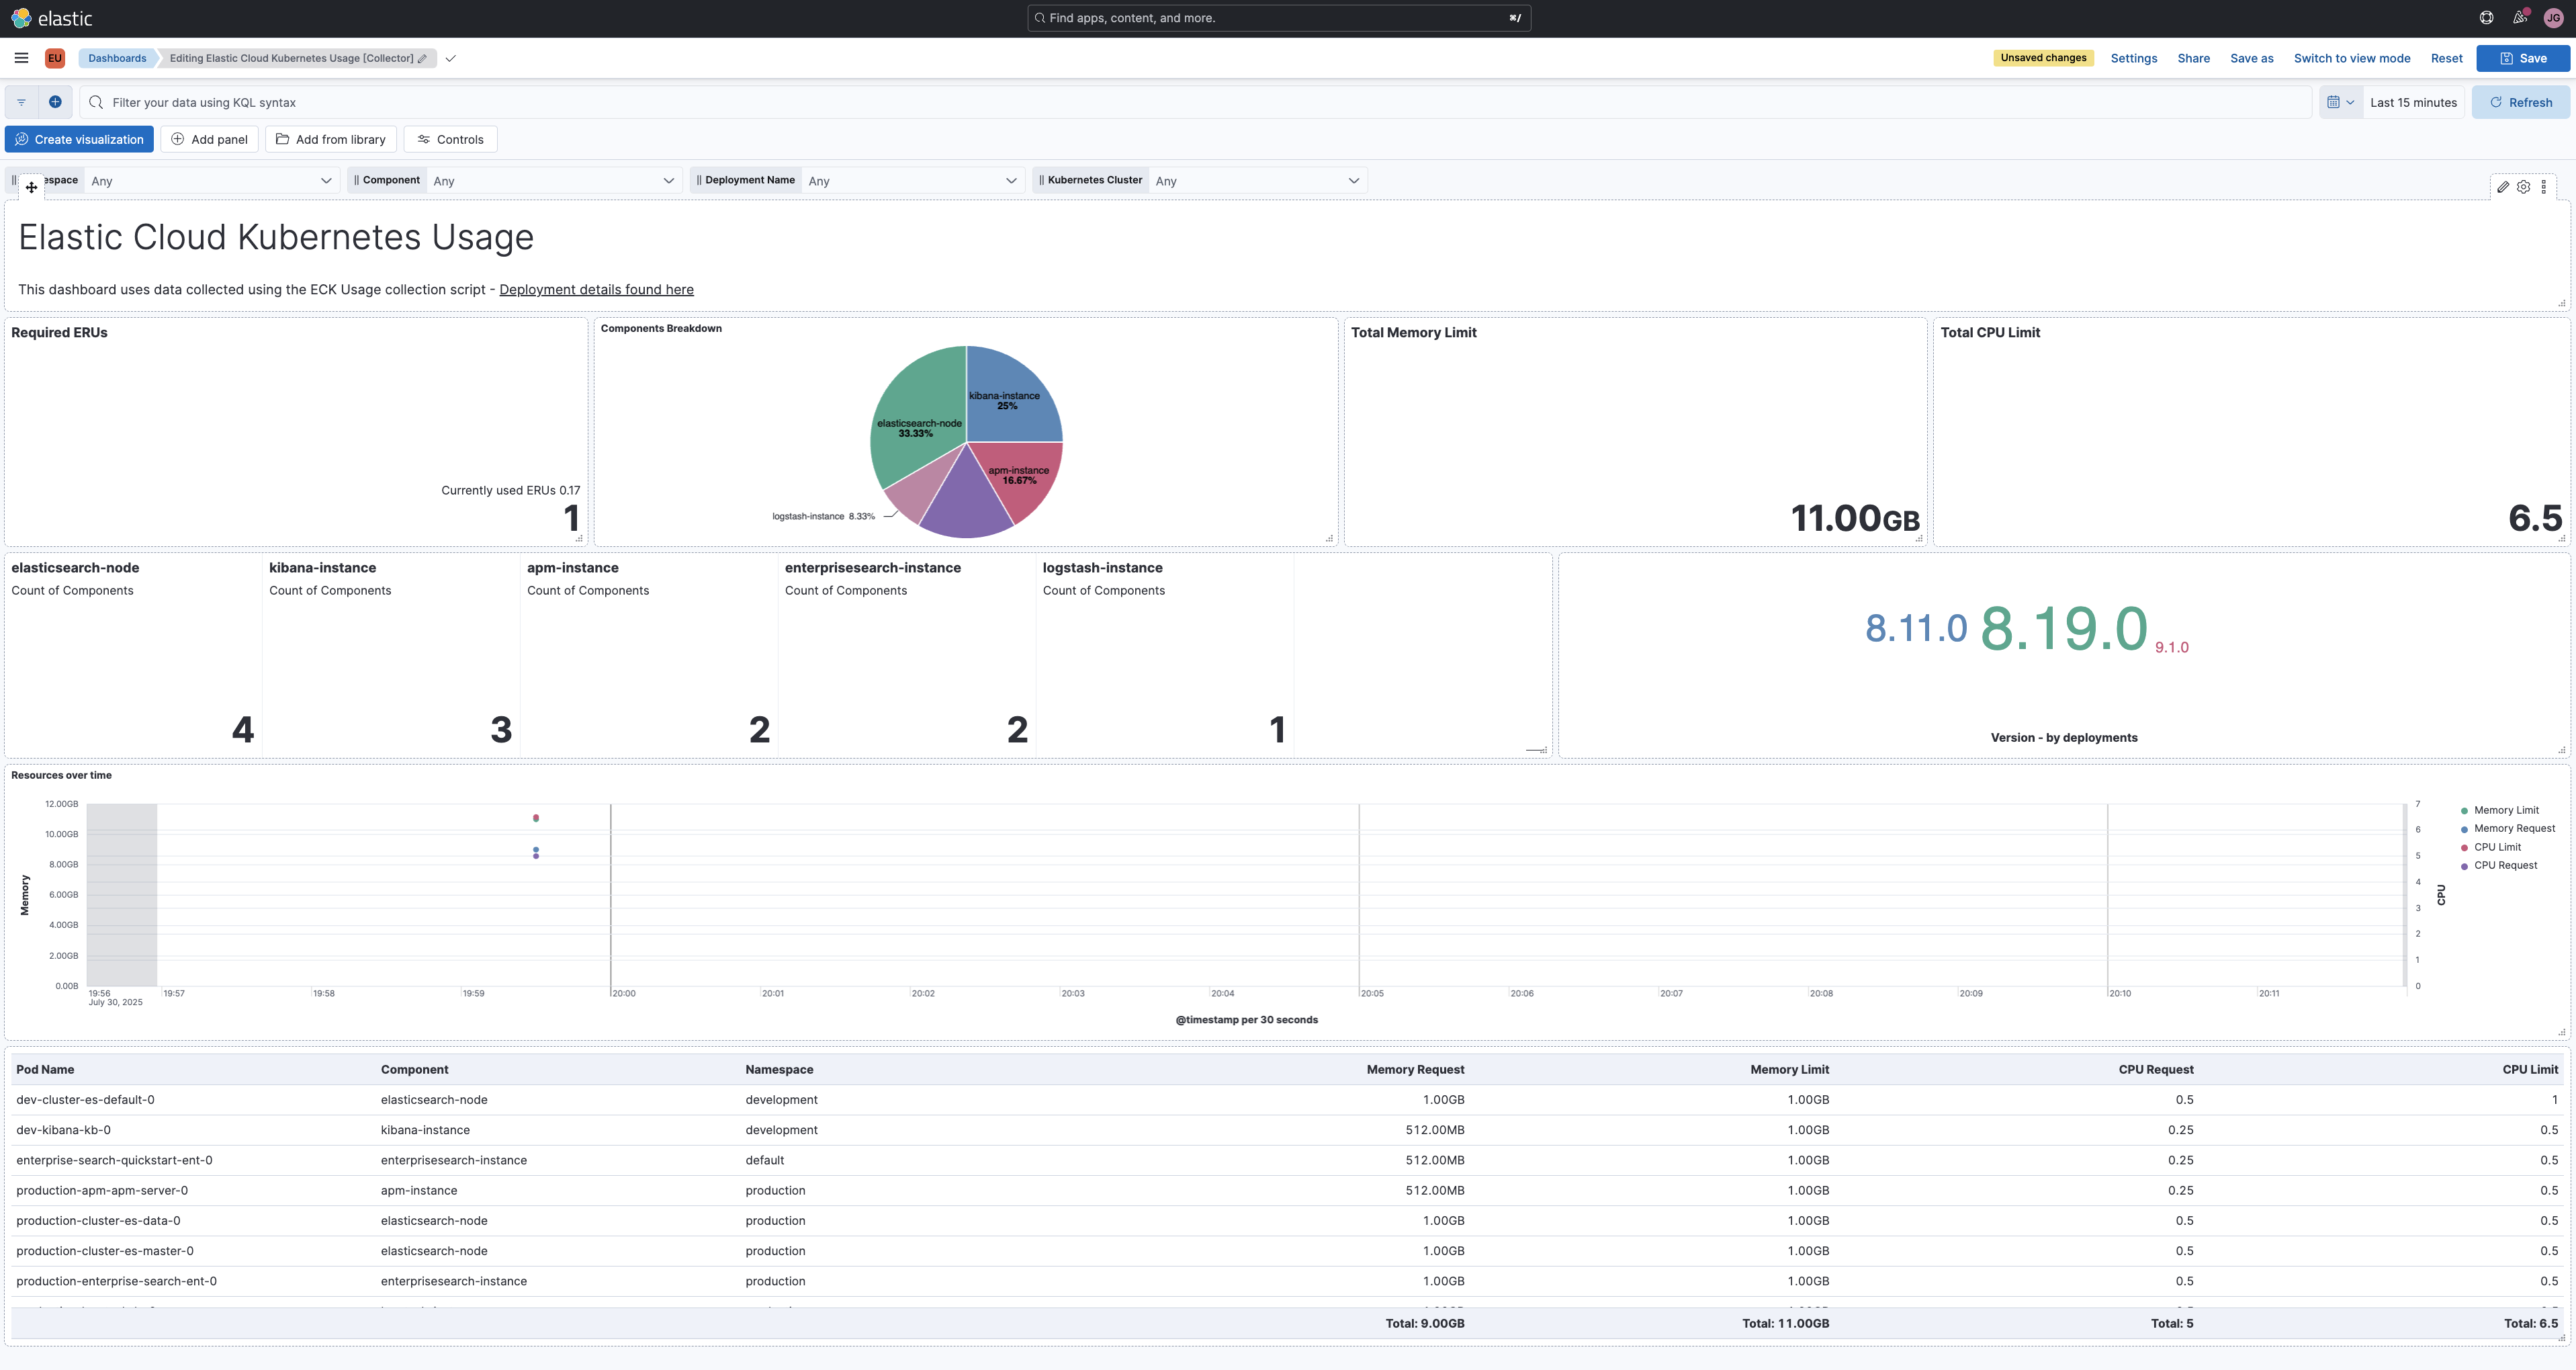 elastic
Find apps, content, and more.
⌘/
JG
EU
Dashboards
Editing Elastic Cloud Kubernetes Usage [Collector]
Unsaved changes
Settings
Share
Save as
Switch to view mode
Reset
Save
Filter your data using KQL syntax
Last 15 minutes
Refresh
Create visualization
Add panel
Add from library
Controls
espace Any
Component Any
Deployment Name Any
Kubernetes Cluster Any
Elastic Cloud Kubernetes Usage
This dashboard uses data collected using the ECK Usage collection script - Deployment details found here
Required ERUs
Currently used ERUs 0.17
1
Components Breakdown
kibana-instance
25%
elasticsearch-node
33.33%
apm-instance
16.67%
logstash-instance 8.33%
Total Memory Limit
11.00GB
Total CPU Limit
6.5
elasticsearch-node
Count of Components
4
kibana-instance
Count of Components
3
apm-instance
Count of Components
2
enterprisesearch-instance
Count of Components
2
logstash-instance
Count of Components
1
8.11.0 8.19.0 9.1.0
Version - by deployments
Resources over time
12.00GB
10.00GB
8.00GB
6.00GB
4.00GB
2.00GB
0.00B
Memory
7
6
5
4
3
2
1
0
CPU
Memory Limit
Memory Request
CPU Limit
CPU Request
19:56 19:57 19:58 19:59 20:00 20:01 20:02 20:03 20:04 20:05 20:06 20:07 20:08 20:09 20:10 20:11
July 30, 2025
@timestamp per 30 seconds
Pod Name Component Namespace Memory Request Memory Limit CPU Request CPU Limit
dev-cluster-es-default-0 elasticsearch-node development 1.00GB 1.00GB 0.5 1
dev-kibana-kb-0 kibana-instance development 512.00MB 1.00GB 0.25 0.5
enterprise-search-quickstart-ent-0 enterprisesearch-instance default 512.00MB 1.00GB 0.25 0.5
production-apm-apm-server-0 apm-instance production 512.00MB 1.00GB 0.25 0.5
production-cluster-es-data-0 elasticsearch-node production 1.00GB 1.00GB 0.5 0.5
production-cluster-es-master-0 elasticsearch-node production 1.00GB 1.00GB 0.5 0.5
production-enterprise-search-ent-0 enterprisesearch-instance production 1.00GB 1.00GB 0.5 0.5
Total: 9.00GB Total: 11.00GB Total: 5 Total: 6.5